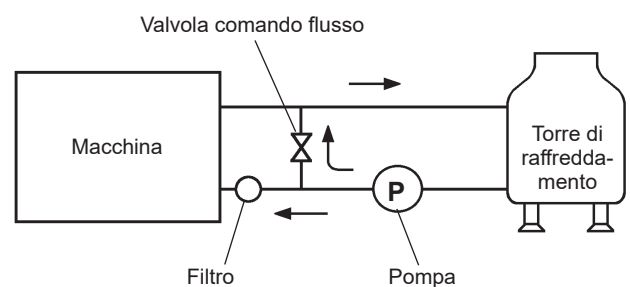 Valvola comando flusso
Macchina
Torre di
raffredda-
mento
P
Filtro
Pompa